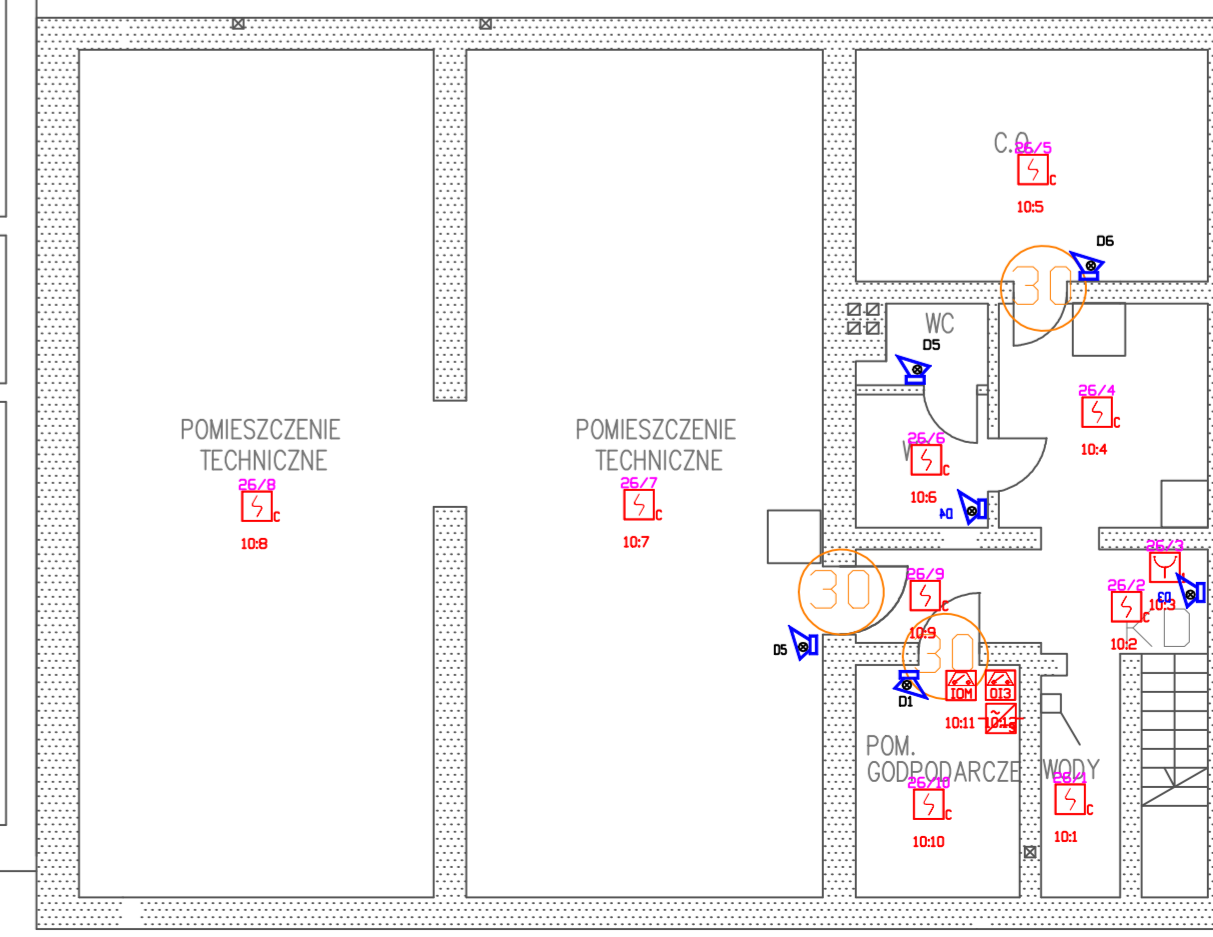 C.O
26/5
C
10:5
D6
30
WC
D5
26/4
C
10:4
26/6
W
C
10:6
D4
POMIESZCZENIE
TECHNICZNE
26/8
C
10:8
POMIESZCZENIE
TECHNICZNE
26/7
C
10:7
26/3
10:3
D3
26/2
C
10:2
30
26/9
C
10:9
D5
30
D1
IOM
OI3
10:11
10:12
POM.
GODPODARCZE
26/10
C
10:10
WODY
26/1
C
10:1